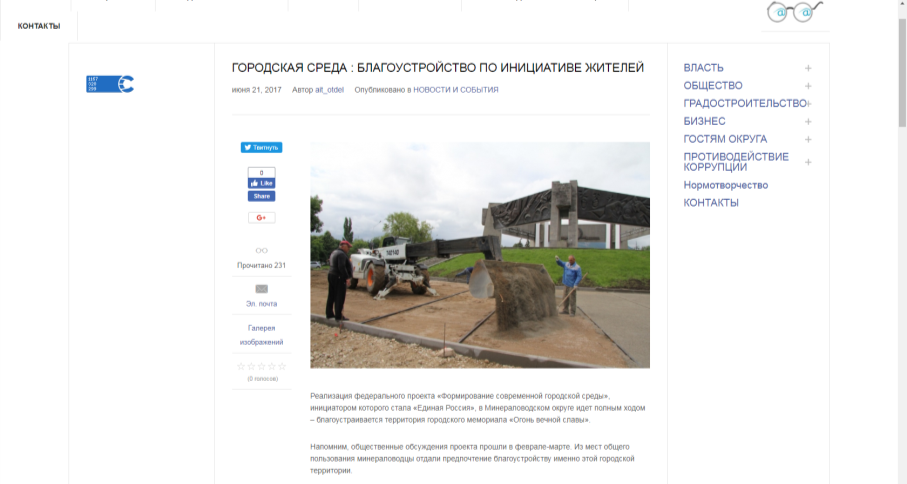 КОНТАКТЫ
ГОРОДСКАЯ СРЕДА : БЛАГОУСТРОЙСТВО ПО ИНИЦИАТИВЕ ЖИТЕЛЕЙ
июня 21, 2017 Автор ait_otdel Опубликовано в НОВОСТИ И СОБЫТИЯ
Твитнуть
0
Like
Share
G+
Прочитано 231
Эл. почта
Галерея
изображений
(0 голосов)
Реализация федерального проекта «Формирование современной городской среды»,
инициатором которого стала «Единая Россия», в Минераловодском округе идет полным ходом
– благоустраивается территория городского мемориала «Огонь вечной славы».
Напомним, общественные обсуждения проекта прошли в феврале-марте. Из мест общего
пользования минераловодцы отдали предпочтение благоустройству именно этой городской
территории.
ВЛАСТЬ +
ОБЩЕСТВО +
ГРАДОСТРОИТЕЛЬСТВО +
БИЗНЕС +
ГОСТЯМ ОКРУГА +
ПРОТИВОДЕЙСТВИЕ +
КОРРУПЦИИ
Нормотворчество
КОНТАКТЫ